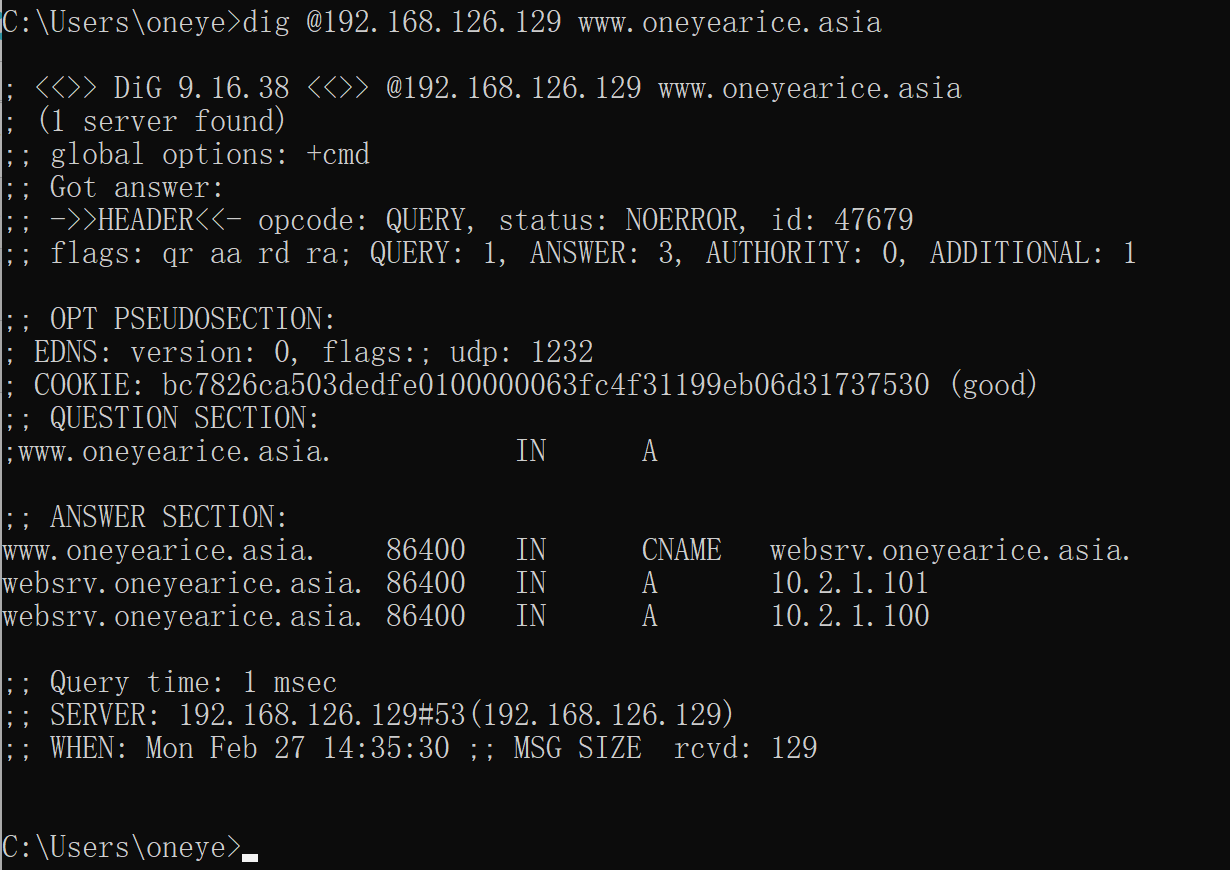 C:\Users\oneye>dig @192.168.126.129 www.oneyearice.asia
; <<>> DiG 9.16.38 <<>> @192.168.126.129 www.oneyearice.asia
; (1 server found)
;; global options: +cmd
;; Got answer:
;; ->>HEADER<<- opcode: QUERY, status: NOERROR, id: 47679
;; flags: qr aa rd ra; QUERY: 1, ANSWER: 3, AUTHORITY: 0, ADDITIONAL: 1
;; OPT PSEUDOSECTION:
; EDNS: version: 0, flags:; udp: 1232
; COOKIE: bc7826ca503dedfe0100000063fc4f31199eb06d31737530 (good)
;; QUESTION SECTION:
;www.oneyearice.asia. IN A
;; ANSWER SECTION:
www.oneyearice.asia. 86400 IN CNAME websrv.oneyearice.asia.
websrv.oneyearice.asia. 86400 IN A 10.2.1.101
websrv.oneyearice.asia. 86400 IN A 10.2.1.100
;; Query time: 1 msec
;; SERVER: 192.168.126.129#53(192.168.126.129)
;; WHEN: Mon Feb 27 14:35:30 ;; MSG SIZE rcvd: 129
C:\Users\oneye>